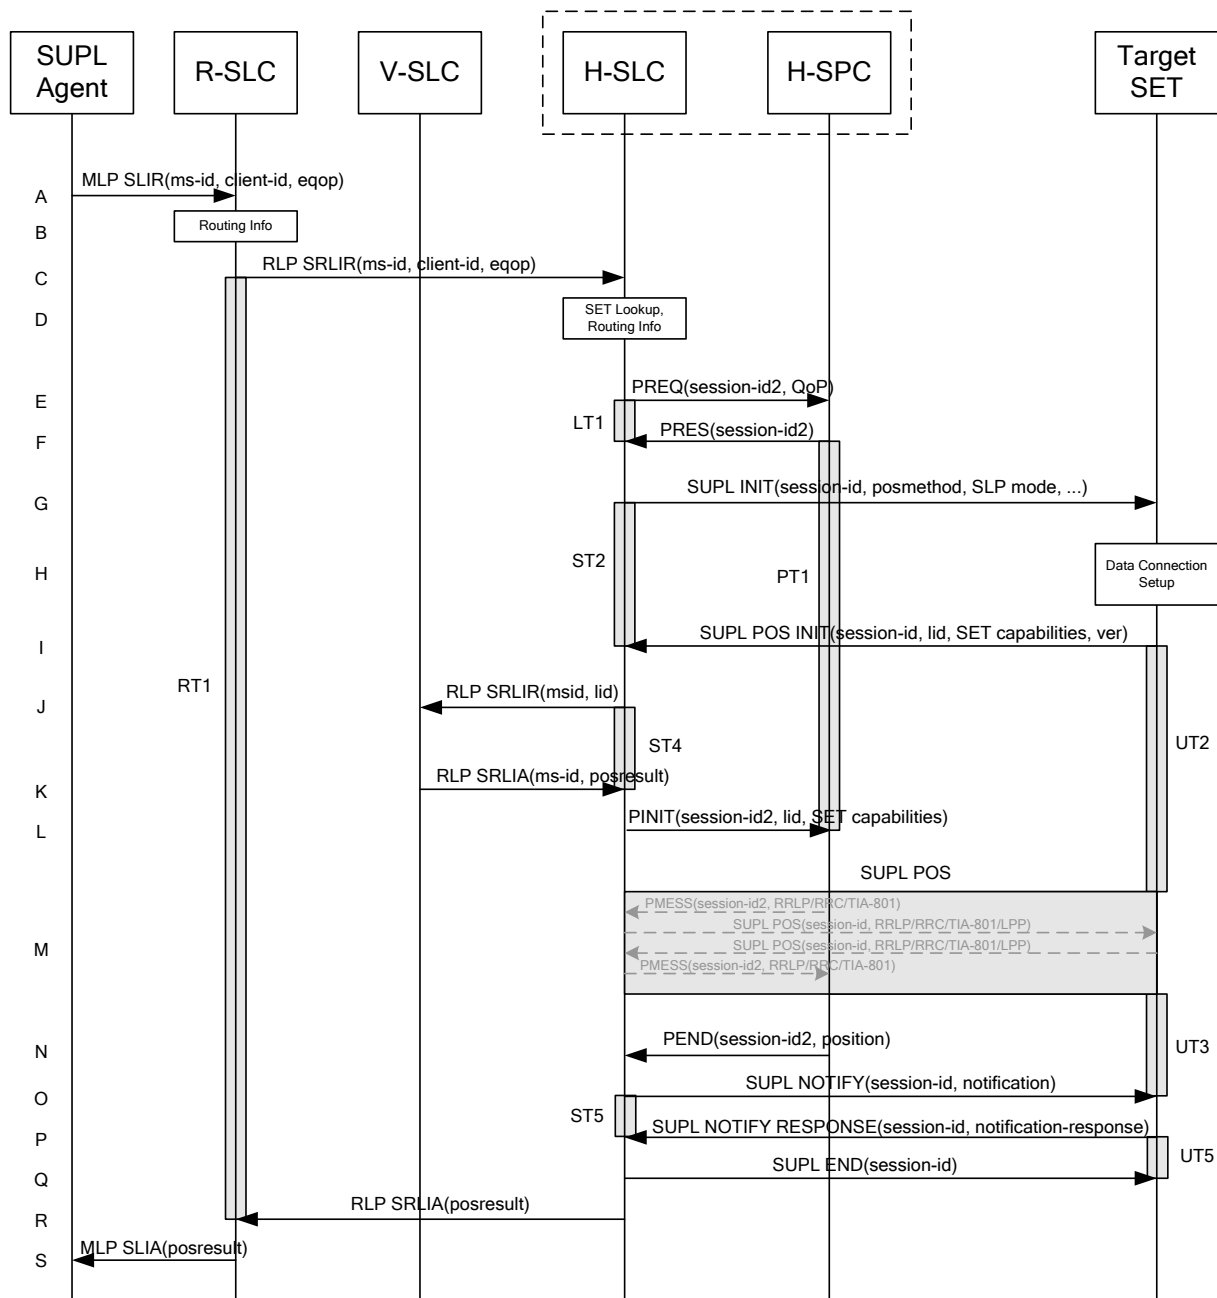 SUPL
Agent
R-SLC
V-SLC
H-SLC
H-SPC
Target
SET
A
MLP SLIR(ms-id, client-id, eqop)
B
Routing Info
C
RLP SRLIR(ms-id, client-id, eqop)
D
SET Lookup,
Routing Info
E
PREQ(session-id2, QoP)
LT1
F
PRES(session-id2)
G
SUPL INIT(session-id, posmethod, SLP mode, ...)
ST2
H
PT1
Data Connection
Setup
I
SUPL POS INIT(session-id, lid, SET capabilities, ver)
RT1
J
RLP SRLIR(msid, lid)
ST4
UT2
K
RLP SRLIA(ms-id, posresult)
L
PINIT(session-id2, lid, SET capabilities)
SUPL POS
PMESS(session-id2, RRLP/RRC/TIA-801)
SUPL POS(session-id, RRLP/RRC/TIA-801/LPP)
M
SUPL POS(session-id, RRLP/RRC/TIA-801/LPP)
PMESS(session-id2, RRLP/RRC/TIA-801)
N
PEND(session-id2, position)
UT3
O
SUPL NOTIFY(session-id, notification)
ST5
P
SUPL NOTIFY RESPONSE(session-id, notification-response)
UT5
Q
SUPL END(session-id)
R
RLP SRLIA(posresult)
S
MLP SLIA(posresult)